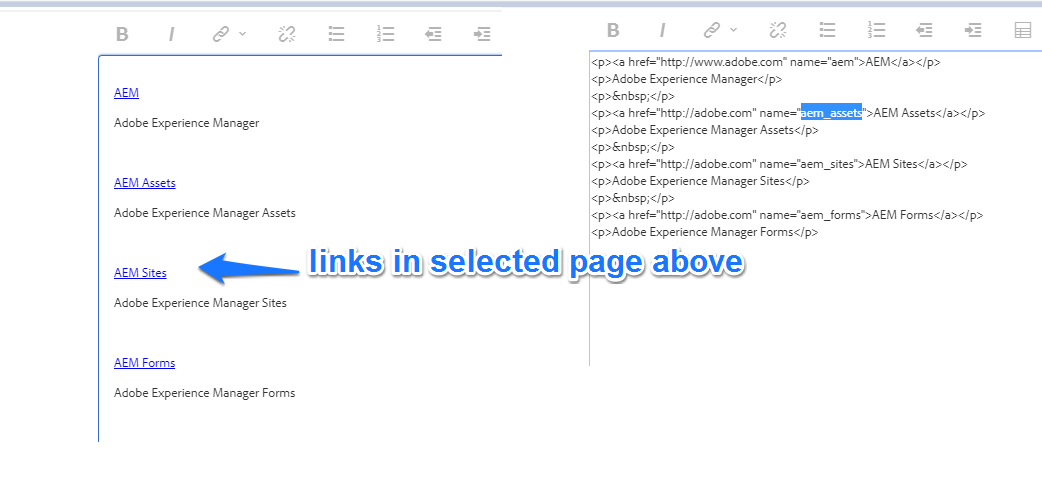 B I
AEM
Adobe Experience Manager
AEM Assets
Adobe Experience Manager Assets
AEM Sites
Adobe Experience Manager Sites
AEM Forms
Adobe Experience Manager Forms
links in selected page above
B I
<p><a href="http://www.adobe.com" name="aem">AEM</a></p>
<p>Adobe Experience Manager</p>
<p>&nbsp;</p>
<p><a href="http://adobe.com" name="aem_assets">AEM Assets</a></p>
<p>Adobe Experience Manager Assets</p>
<p>&nbsp;</p>
<p><a href="http://adobe.com" name="aem_sites">AEM Sites</a></p>
<p>Adobe Experience Manager Sites</p>
<p>&nbsp;</p>
<p><a href="http://adobe.com" name="aem_forms">AEM Forms</a></p>
<p>Adobe Experience Manager Forms</p>